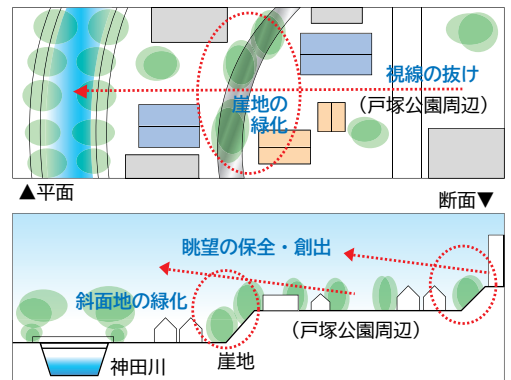 視線の抜け
(戸塚公園周辺)
崖地の
緑化
▲平面
断面▼
眺望の保全・創出
斜面地の緑化
(戸塚公園周辺)
崖地
神田川